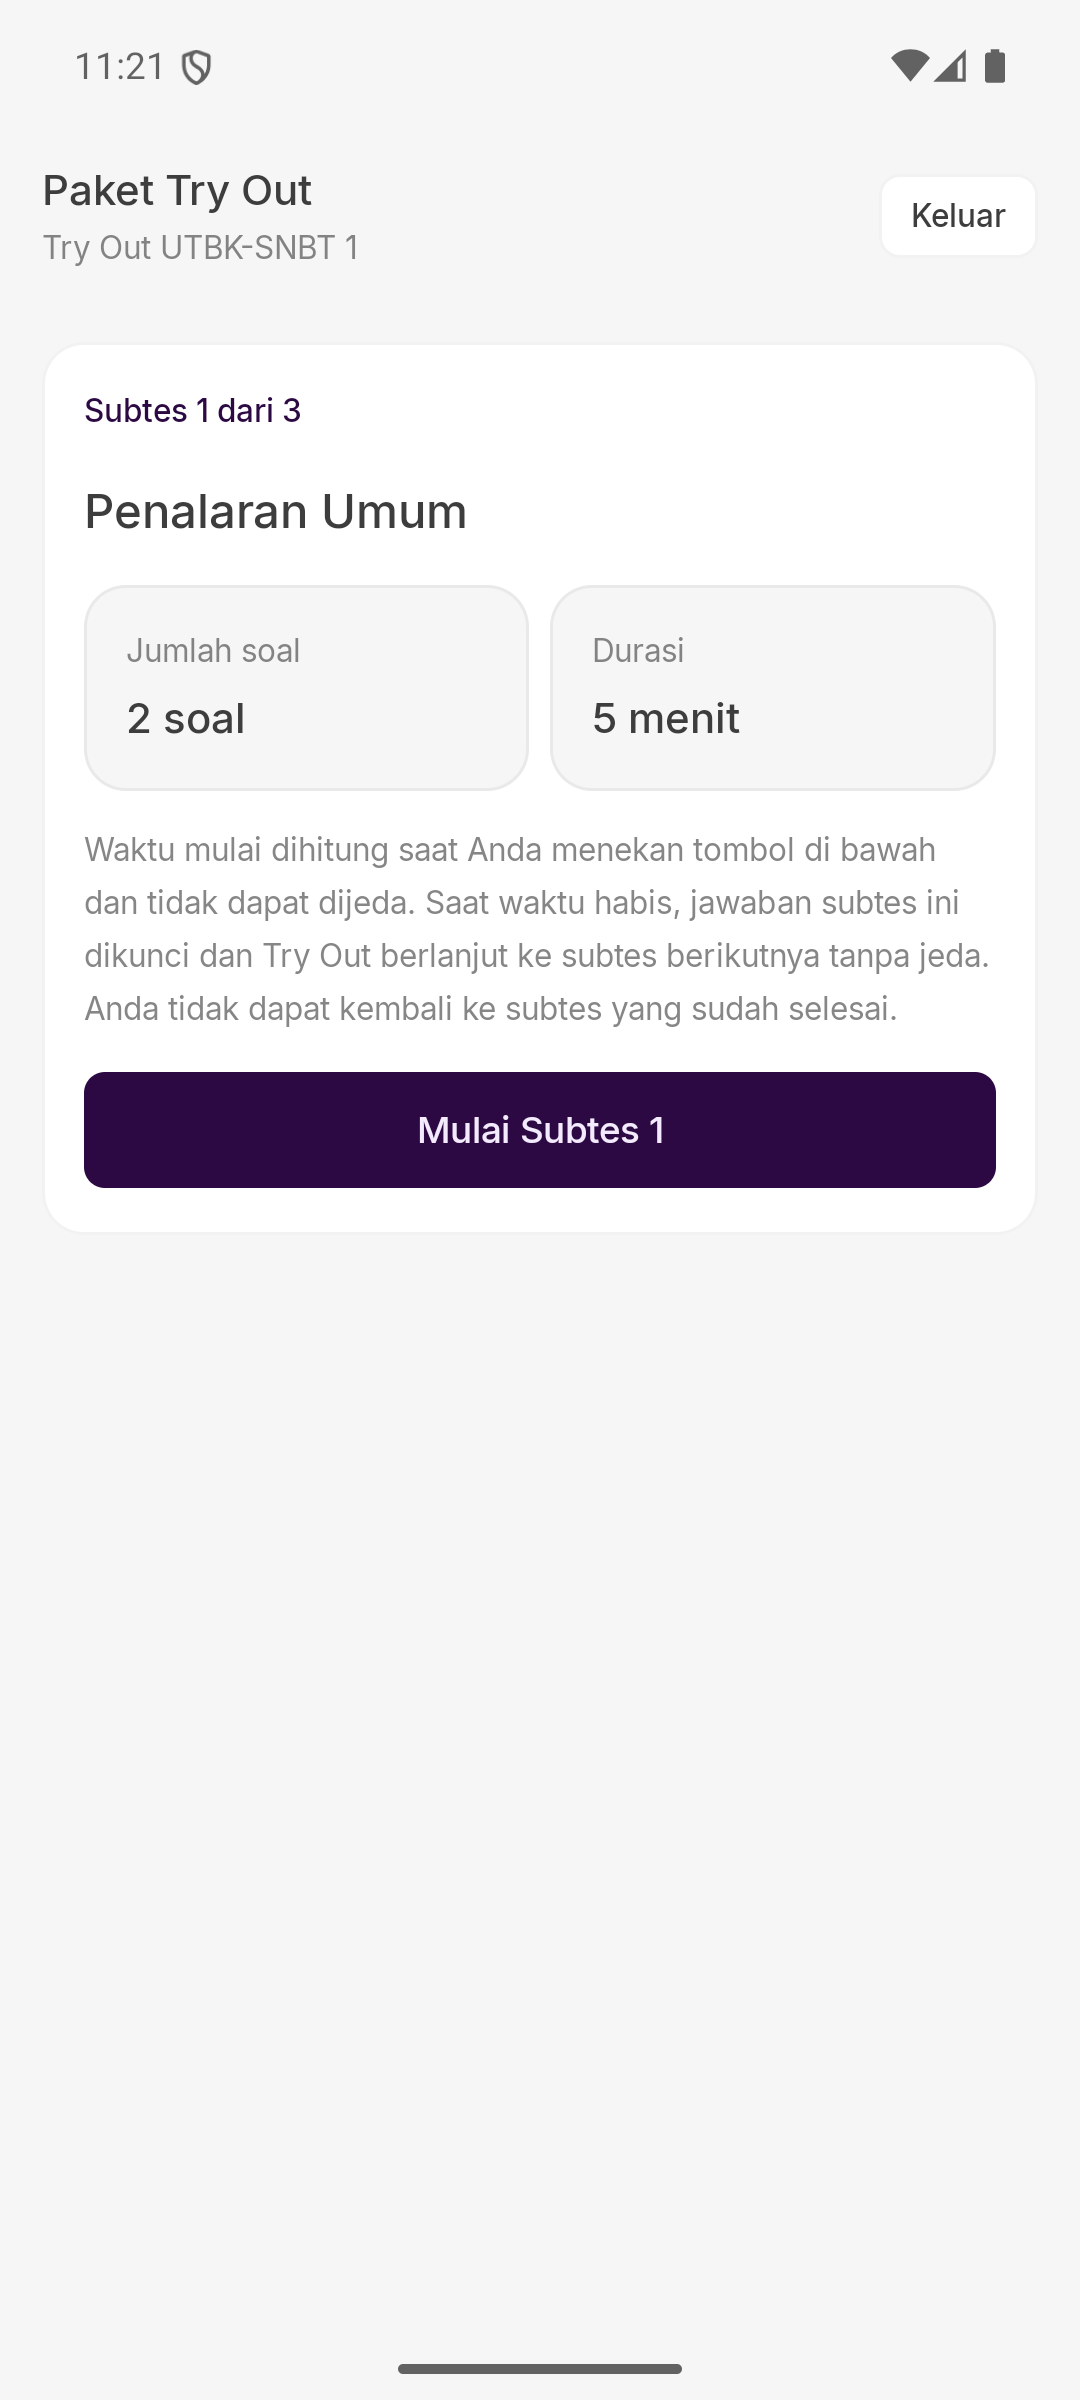 11:21
Paket Try Out
Try Out UTBK-SNBT 1
Keluar
Subtes 1 dari 3
Penalaran Umum
Jumlah soal
2 soal
Durasi
5 menit
Waktu mulai dihitung saat Anda menekan tombol di bawah
dan tidak dapat dijeda. Saat waktu habis, jawaban subtes ini
dikunci dan Try Out berlanjut ke subtes berikutnya tanpa jeda.
Anda tidak dapat kembali ke subtes yang sudah selesai.
Mulai Subtes 1